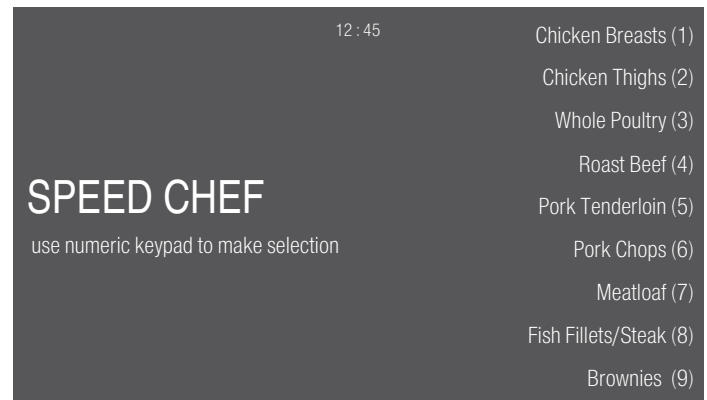 12 : 45
SPEED CHEF
use numeric keypad to make selection
Chicken Breasts (1)
Chicken Thighs (2)
Whole Poultry (3)
Roast Beef (4)
Pork Tenderloin (5)
Pork Chops (6)
Meatloaf (7)
Fish Fillets/Steak (8)
Brownies (9)